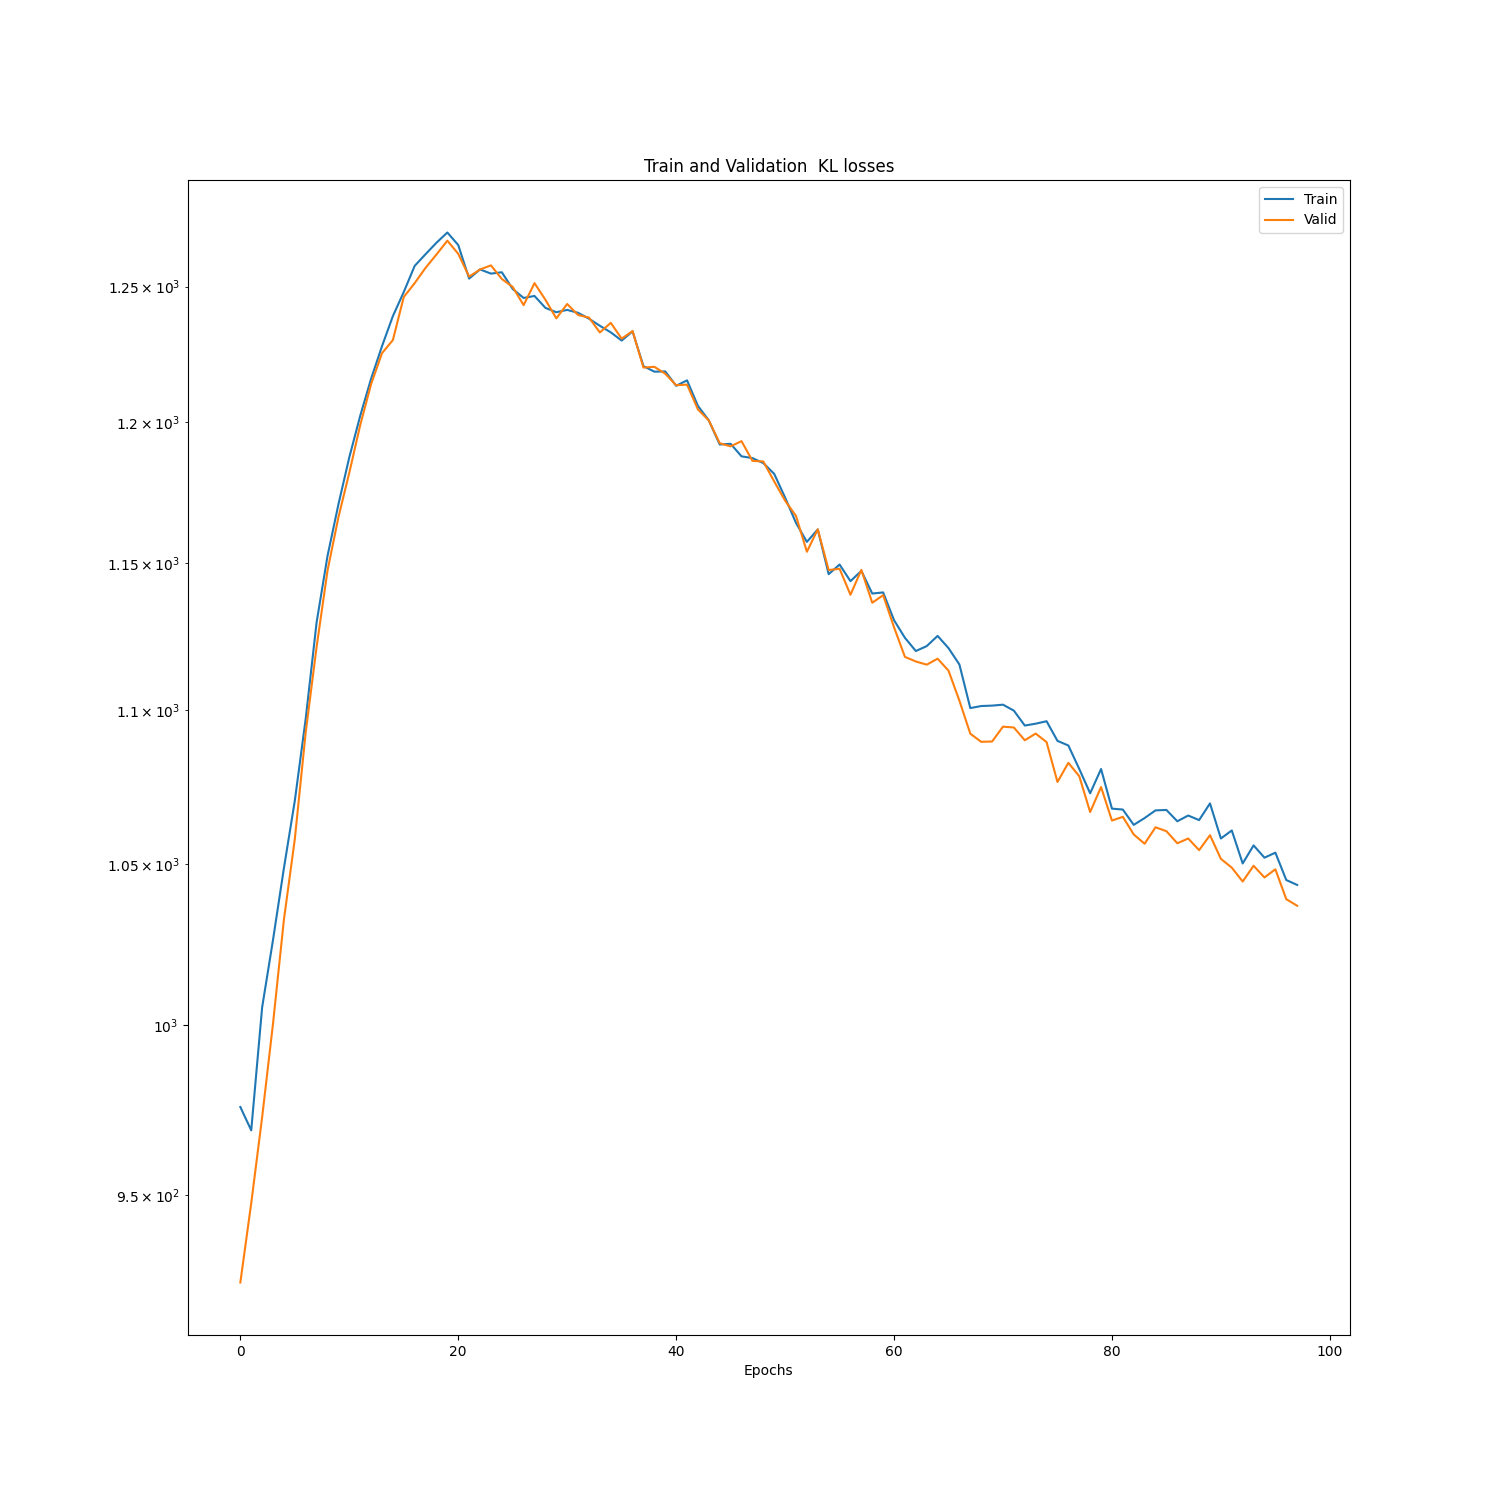 Train and Validation  KL losses
Train
Valid
1.25 × 10³
1.2 × 10³
1.15 × 10³
1.1 × 10³
1.05 × 10³
10³
9.5 × 10²
0 20 40 60 80 100
Epochs